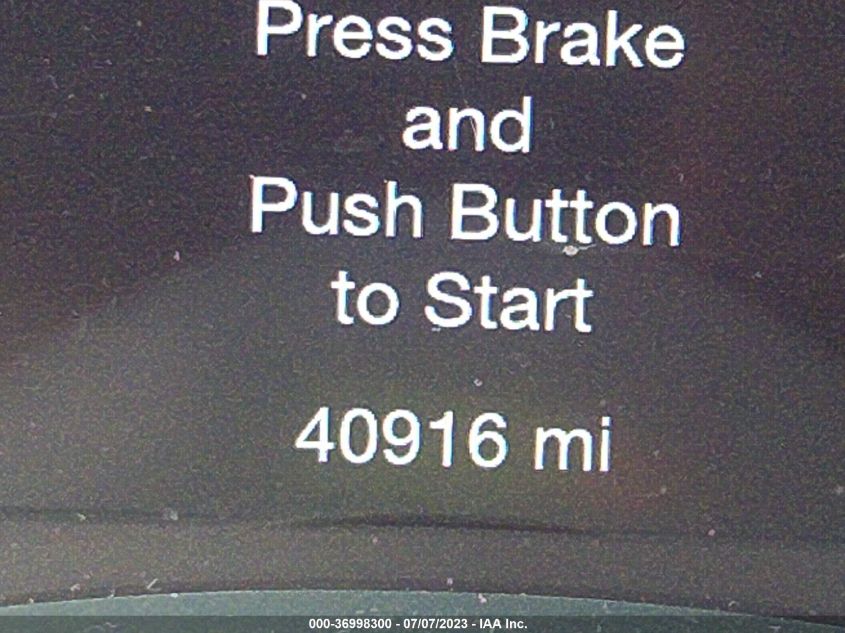 Press Brake
and
Push Button
to Start
40916 mi
000-36998300 - 07/07/2023 - IAA Inc.